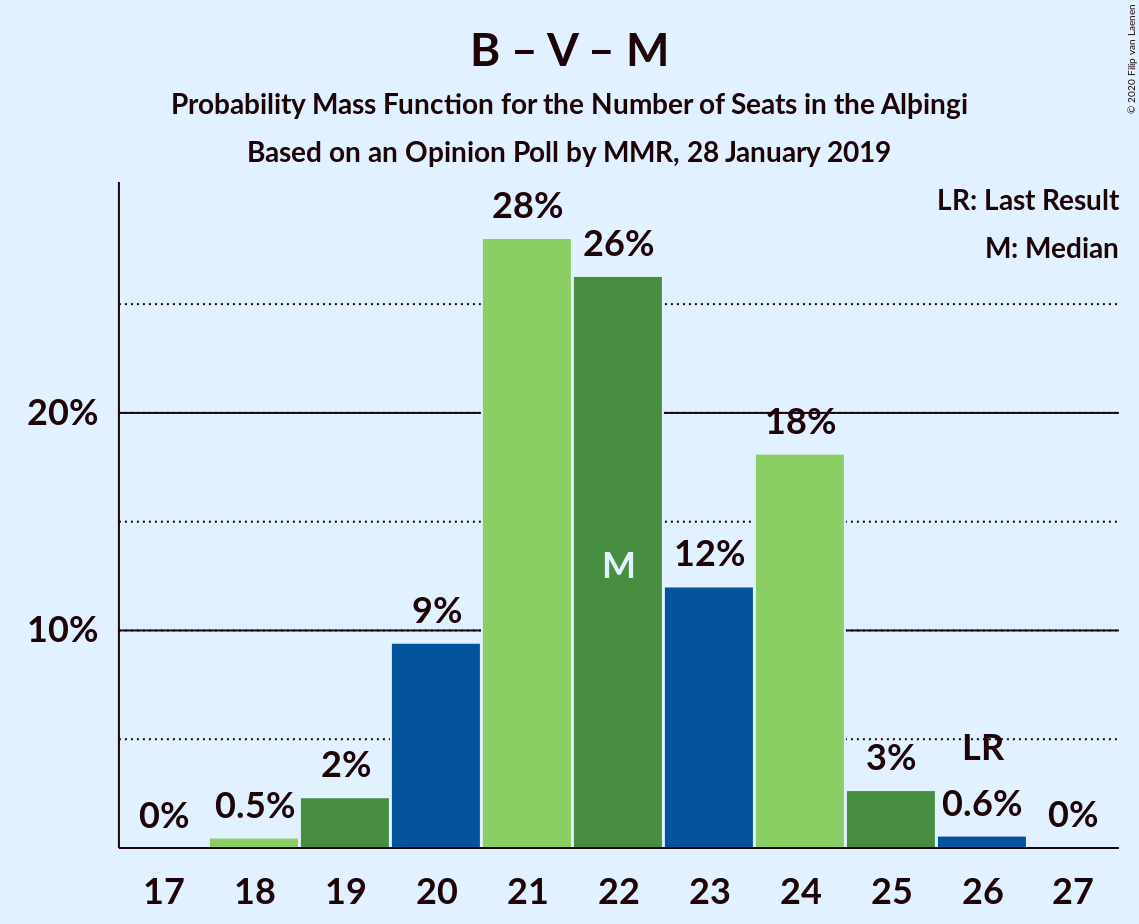 B – V – M
Probability Mass Function for the Number of Seats in the Alþingi
Based on an Opinion Poll by MMR, 28 January 2019
© 2020 Filip van Laenen
LR: Last Result
M: Median
28%
26%
20%
18%
12%
M
10%
9%
LR
2%
3%
0%
0.5%
0.6%
0%
17 18 19 20 21 22 23 24 25 26 27